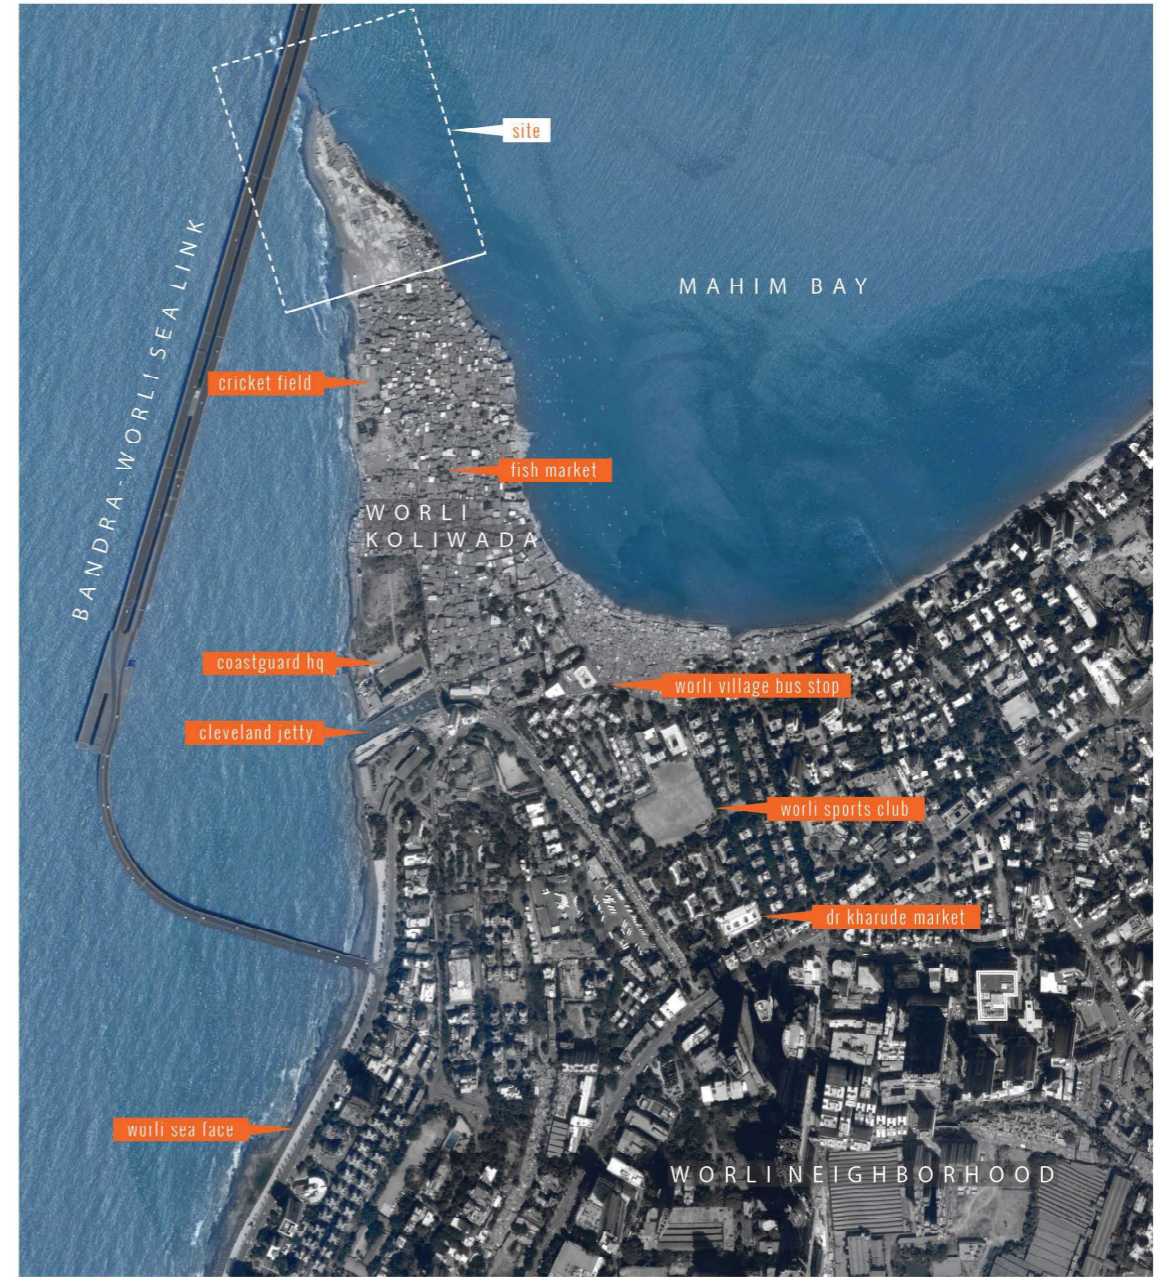 site
BANDRA-WORLI SEA LINK
MAHIM BAY
cricket field
fish market
WORLI
KOLIWADA
coastguard hq
worli village bus stop
cleveland jetty
worli sports club
dr kharude market
worli sea face
WORLI NEIGHBORHOOD